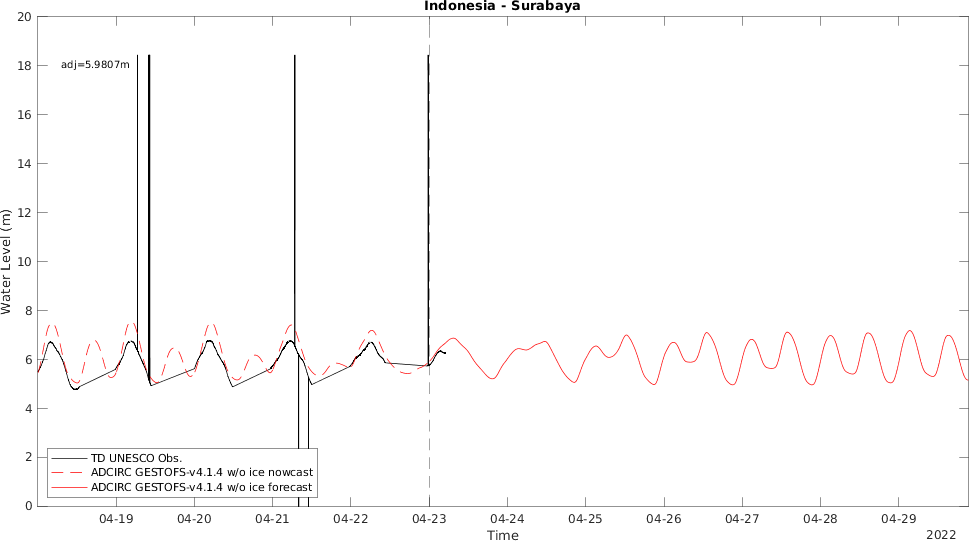 Indonesia - Surabaya
20
18
16
14
12
10
8
6
4
2
0
adj=5.9807m
Water Level (m)
TD UNESCO Obs.
ADCIRC GESTOFS-v4.1.4 w/o ice nowcast
ADCIRC GESTOFS-v4.1.4 w/o ice forecast
04-19 04-20 04-21 04-22 04-23 04-24 04-25 04-26 04-27 04-28 04-29
Time
2022